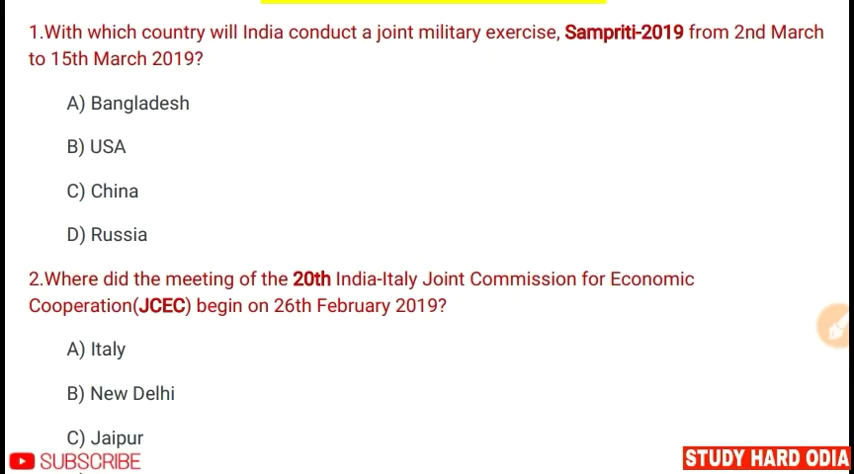 1.With which country will India conduct a joint military exercise, Sampriti-2019 from 2nd March
to 15th March 2019?
A) Bangladesh
B) USA
C) China
D) Russia
2.Where did the meeting of the 20th India-Italy Joint Commission for Economic
Cooperation(JCEC) begin on 26th February 2019?
A) Italy
B) New Delhi
C) Jaipur
SUBSCRIBE
STUDY HARD ODIA